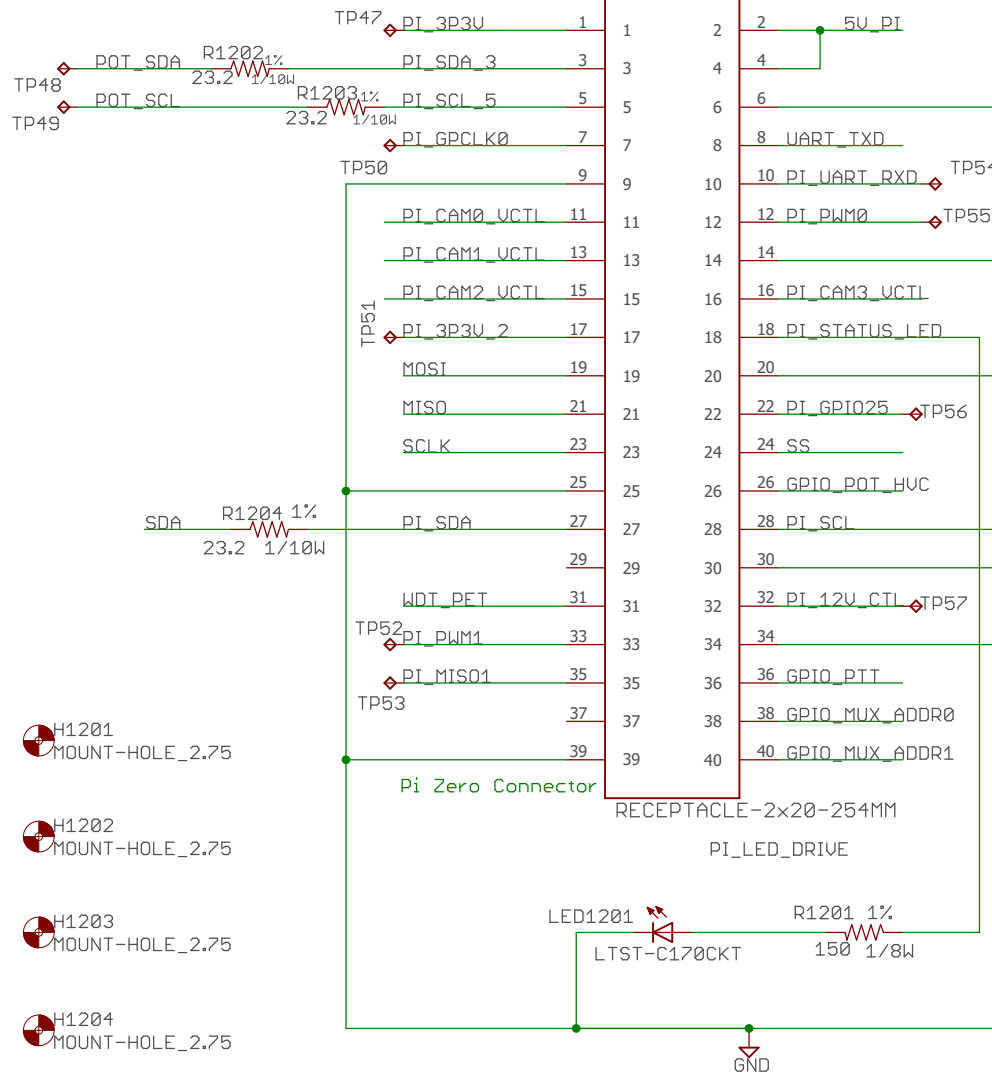 TP47 PI_3P3V 1 1 2 2 5V_PI
POT_SDA R1202 1% PI_SDA_3 3 3 4 4
TP48 23.2 1/10W
POT_SCL R1203 1% PI_SCL_5 5 5 6 6
TP49 23.2 1/10W
PI_GPCLK0 7 7 8 8 UART_TXD
TP50 9 9 10 10 PI_UART_RXD TP54
PI_CAM0_VCTL 11 11 12 12 PI_PWM0 TP55
PI_CAM1_VCTL 13 13 14 14
PI_CAM2_VCTL 15 15 16 16 PI_CAM3_VCTL
TP51 PI_3P3V_2 17 17 18 18 PI_STATUS_LED
MOSI 19 19 20 20
MISO 21 21 22 22 PI_GPIO25 TP56
SCLK 23 23 24 24 SS
25 25 26 26 GPIO_POT_HVC
SDA R1204 1% PI_SDA 27 27 28 28 PI_SCL
23.2 1/10W
29 29 30 30
WDT_PET 31 31 32 32 PI_12V_CTL TP57
TP52 PI_PWM1 33 33 34 34
PI_MISO1 35 35 36 36 GPIO_PTT
TP53
37 37 38 38 GPIO_MUX_ADDR0
39 39 40 40 GPIO_MUX_ADDR1
Pi Zero Connector
RECEPTACLE-2x20-254MM
PI_LED_DRIVE
H1201
MOUNT-HOLE_2.75
H1202
MOUNT-HOLE_2.75
H1203
MOUNT-HOLE_2.75
H1204
MOUNT-HOLE_2.75
LED1201
LTST-C170CKT
R1201 1%
150 1/8W
GND